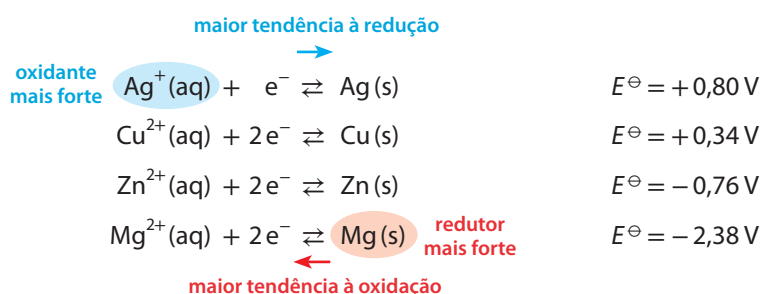 maior tendência à redução
oxidante
mais forte
Ag⁺(aq) + e⁻ ⇄ Ag(s) E⊖ = +0,80 V
Cu²⁺(aq) + 2e⁻ ⇄ Cu(s) E⊖ = +0,34 V
Zn²⁺(aq) + 2e⁻ ⇄ Zn(s) E⊖ = −0,76 V
Mg²⁺(aq) + 2e⁻ ⇄ Mg(s) E⊖ = −2,38 V
redutor
mais forte
maior tendência à oxidação